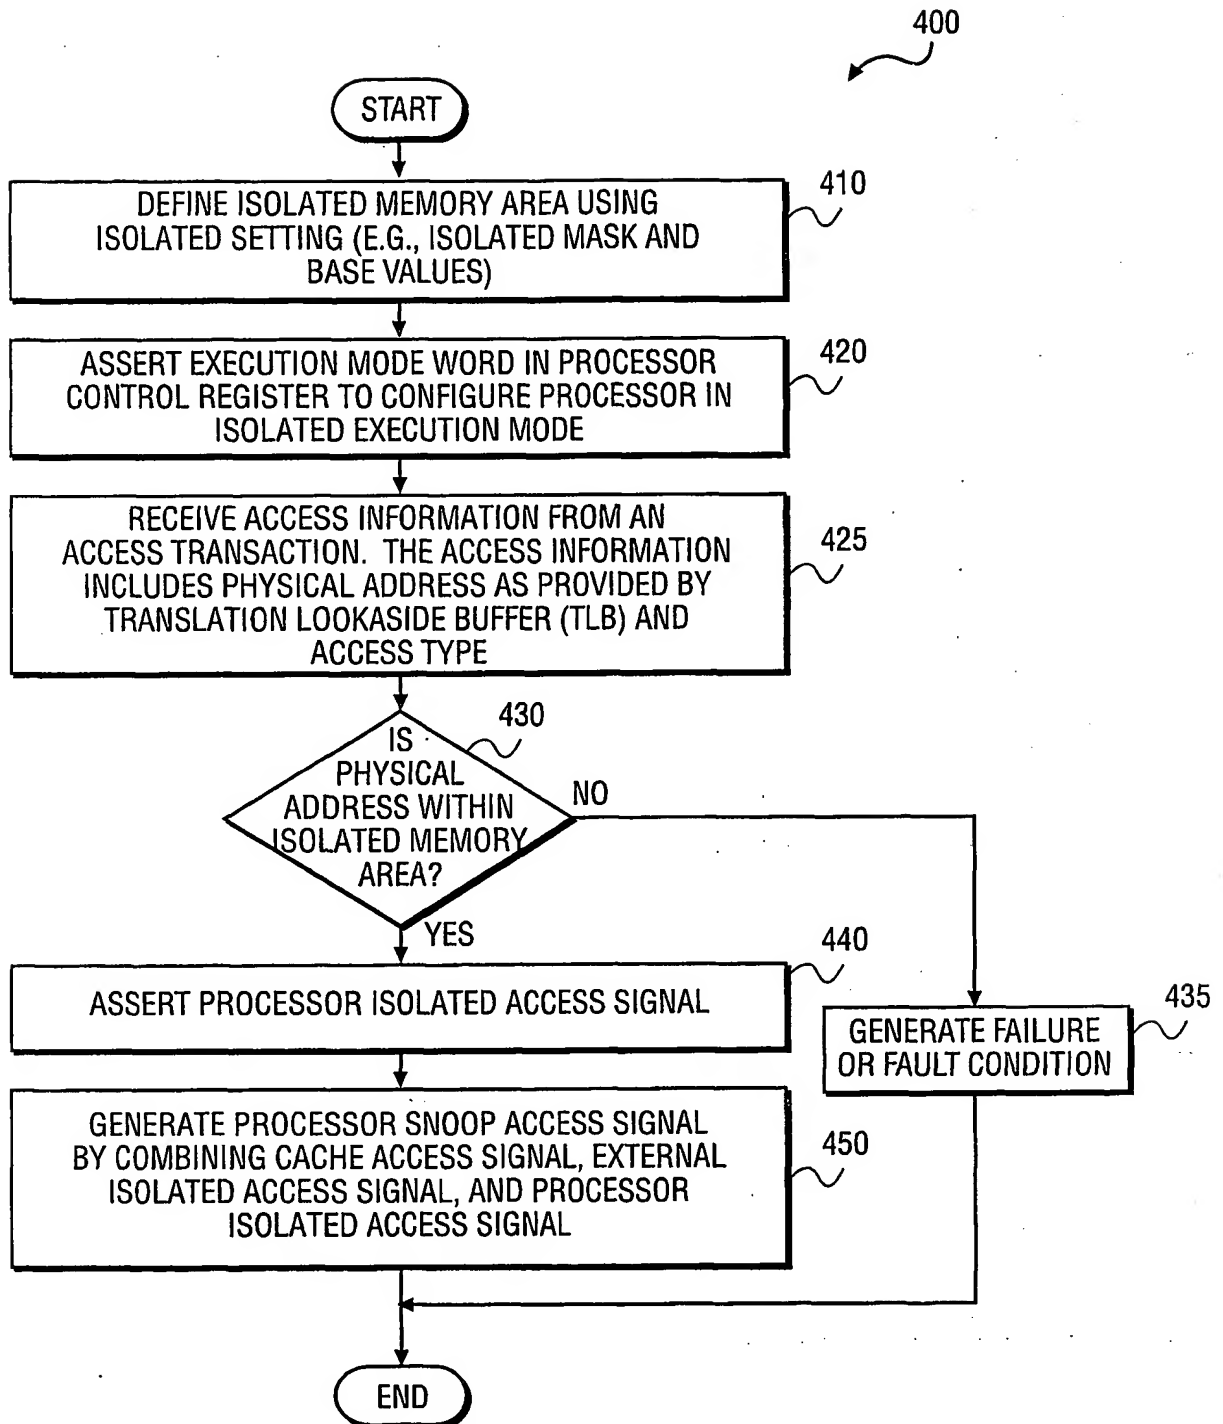 400
START
DEFINE ISOLATED MEMORY AREA USING
ISOLATED SETTING (E.G., ISOLATED MASK AND
BASE VALUES)
410
ASSERT EXECUTION MODE WORD IN PROCESSOR
CONTROL REGISTER TO CONFIGURE PROCESSOR IN
ISOLATED EXECUTION MODE
420
RECEIVE ACCESS INFORMATION FROM AN
ACCESS TRANSACTION. THE ACCESS INFORMATION
INCLUDES PHYSICAL ADDRESS AS PROVIDED BY
TRANSLATION LOOKASIDE BUFFER (TLB) AND
ACCESS TYPE
425
IS
PHYSICAL
ADDRESS WITHIN
ISOLATED MEMORY
AREA?
430
NO
YES
ASSERT PROCESSOR ISOLATED ACCESS SIGNAL
440
GENERATE FAILURE
OR FAULT CONDITION
435
GENERATE PROCESSOR SNOOP ACCESS SIGNAL
BY COMBINING CACHE ACCESS SIGNAL, EXTERNAL
ISOLATED ACCESS SIGNAL, AND PROCESSOR
ISOLATED ACCESS SIGNAL
450
END